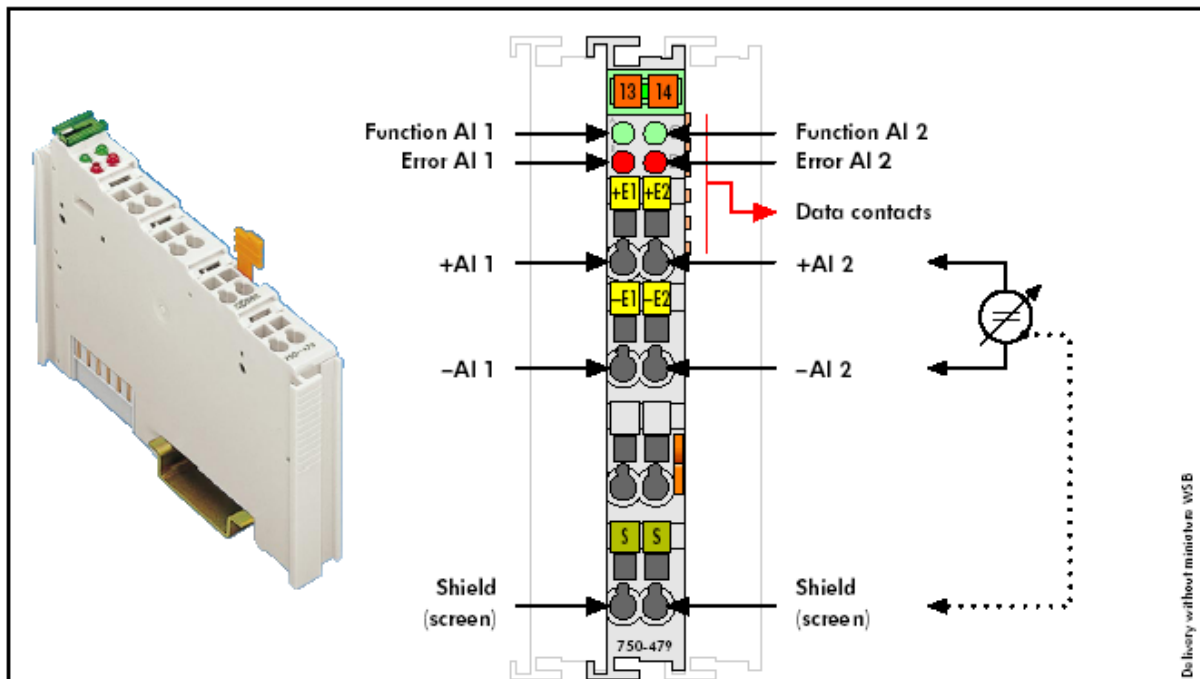 13 14
Function AI 1
Function AI 2
Error AI 1
Error AI 2
+E1 +E2
Data contacts
+AI 1
+AI 2
–E1 –E2
–AI 1
–AI 2
S S
Shield
(screen)
Shield
(screen)
750-479
750-479
Delivery without miniature WSB